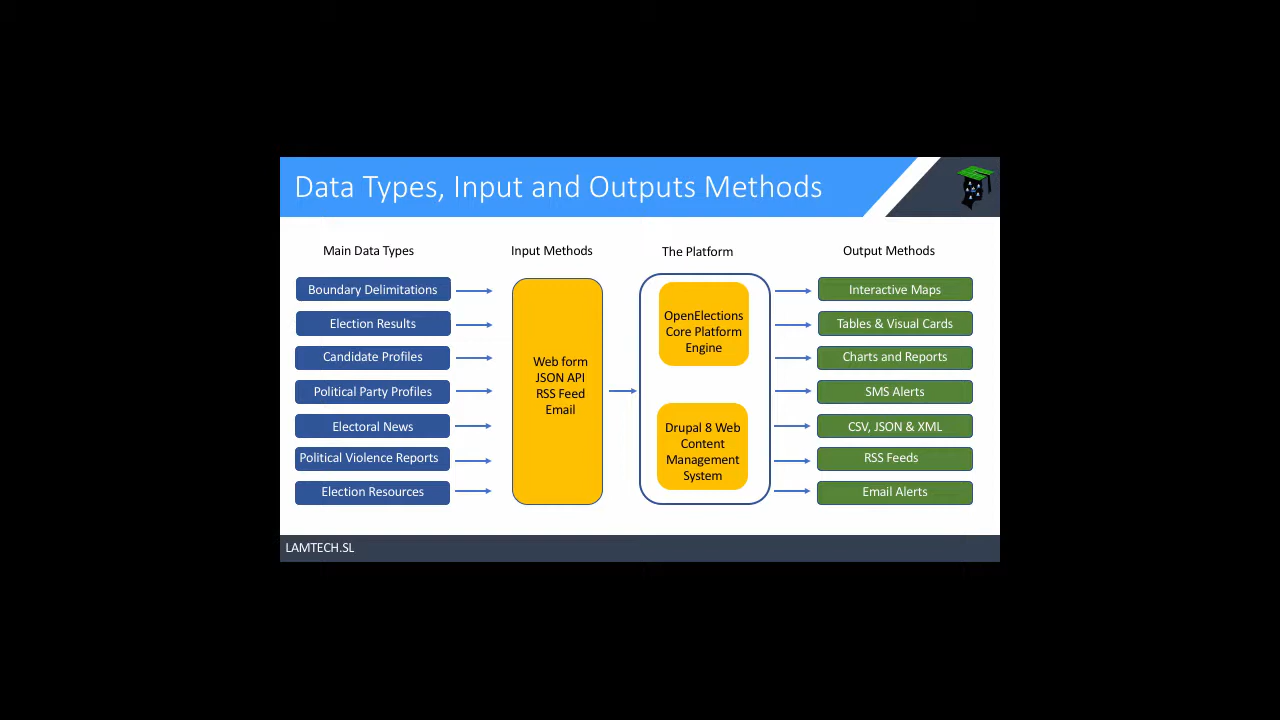 Data Types, Input and Outputs Methods
Main Data Types
Boundary Delimitations
Election Results
Candidate Profiles
Political Party Profiles
Electoral News
Political Violence Reports
Election Resources
Input Methods
Web form
JSON API
RSS Feed
Email
The Platform
OpenElections
Core Platform
Engine
Drupal 8 Web
Content
Management
System
Output Methods
Interactive Maps
Tables & Visual Cards
Charts and Reports
SMS Alerts
CSV, JSON & XML
RSS Feeds
Email Alerts
LAMTECH.SL